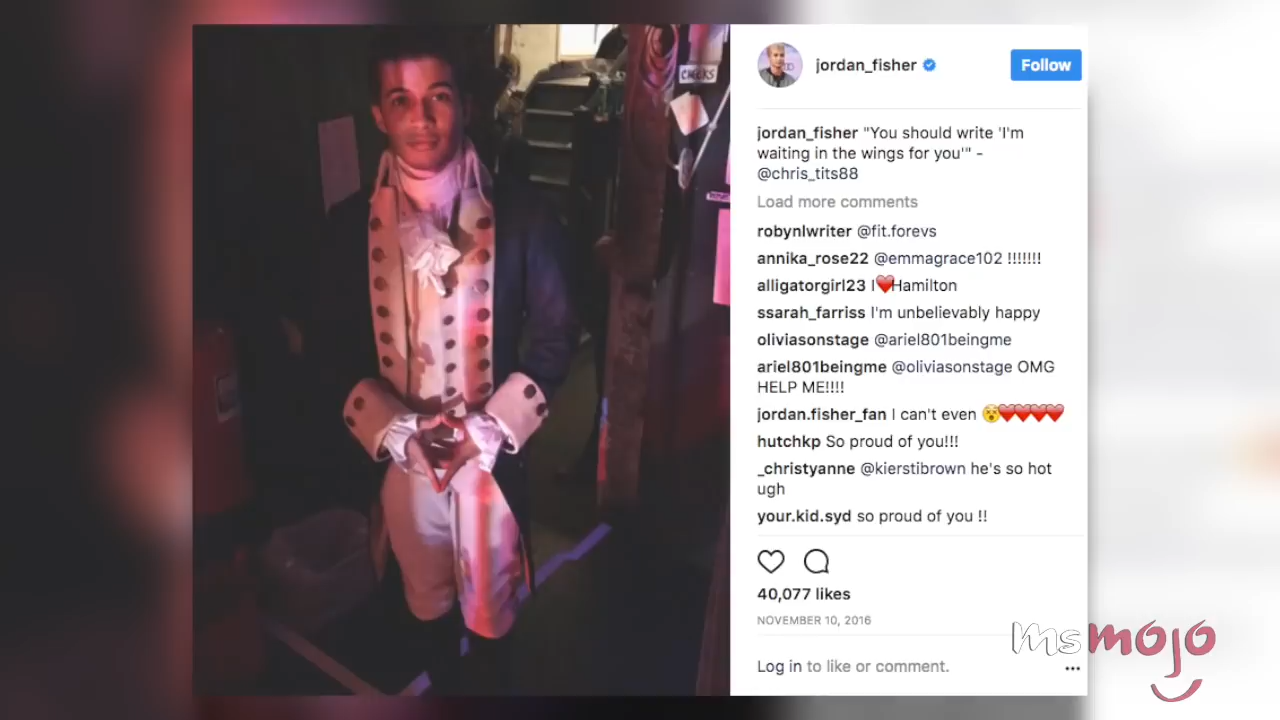 CHECKS
jordan_fisher
Follow
jordan_fisher "You should write 'I'm
waiting in the wings for you'" -
@chris_tits88
Load more comments
robynlwriter @fit.forevs
annika_rose22 @emmagrace102 !!!!!!!
alligatorgirl23 I❤️Hamilton
ssarah_farriss I'm unbelievably happy
oliviasonstage @ariel801beingme
ariel801beingme @oliviasonstage OMG
HELP ME!!!!
jordan.fisher_fan I can't even 😵❤️❤️❤️❤️
hutchkp So proud of you!!!
_christyanne @kierstibrown he's so hot
ugh
your.kid.syd so proud of you !!
40,077 likes
NOVEMBER 10, 2016
Log in to like or comment.
msmojo